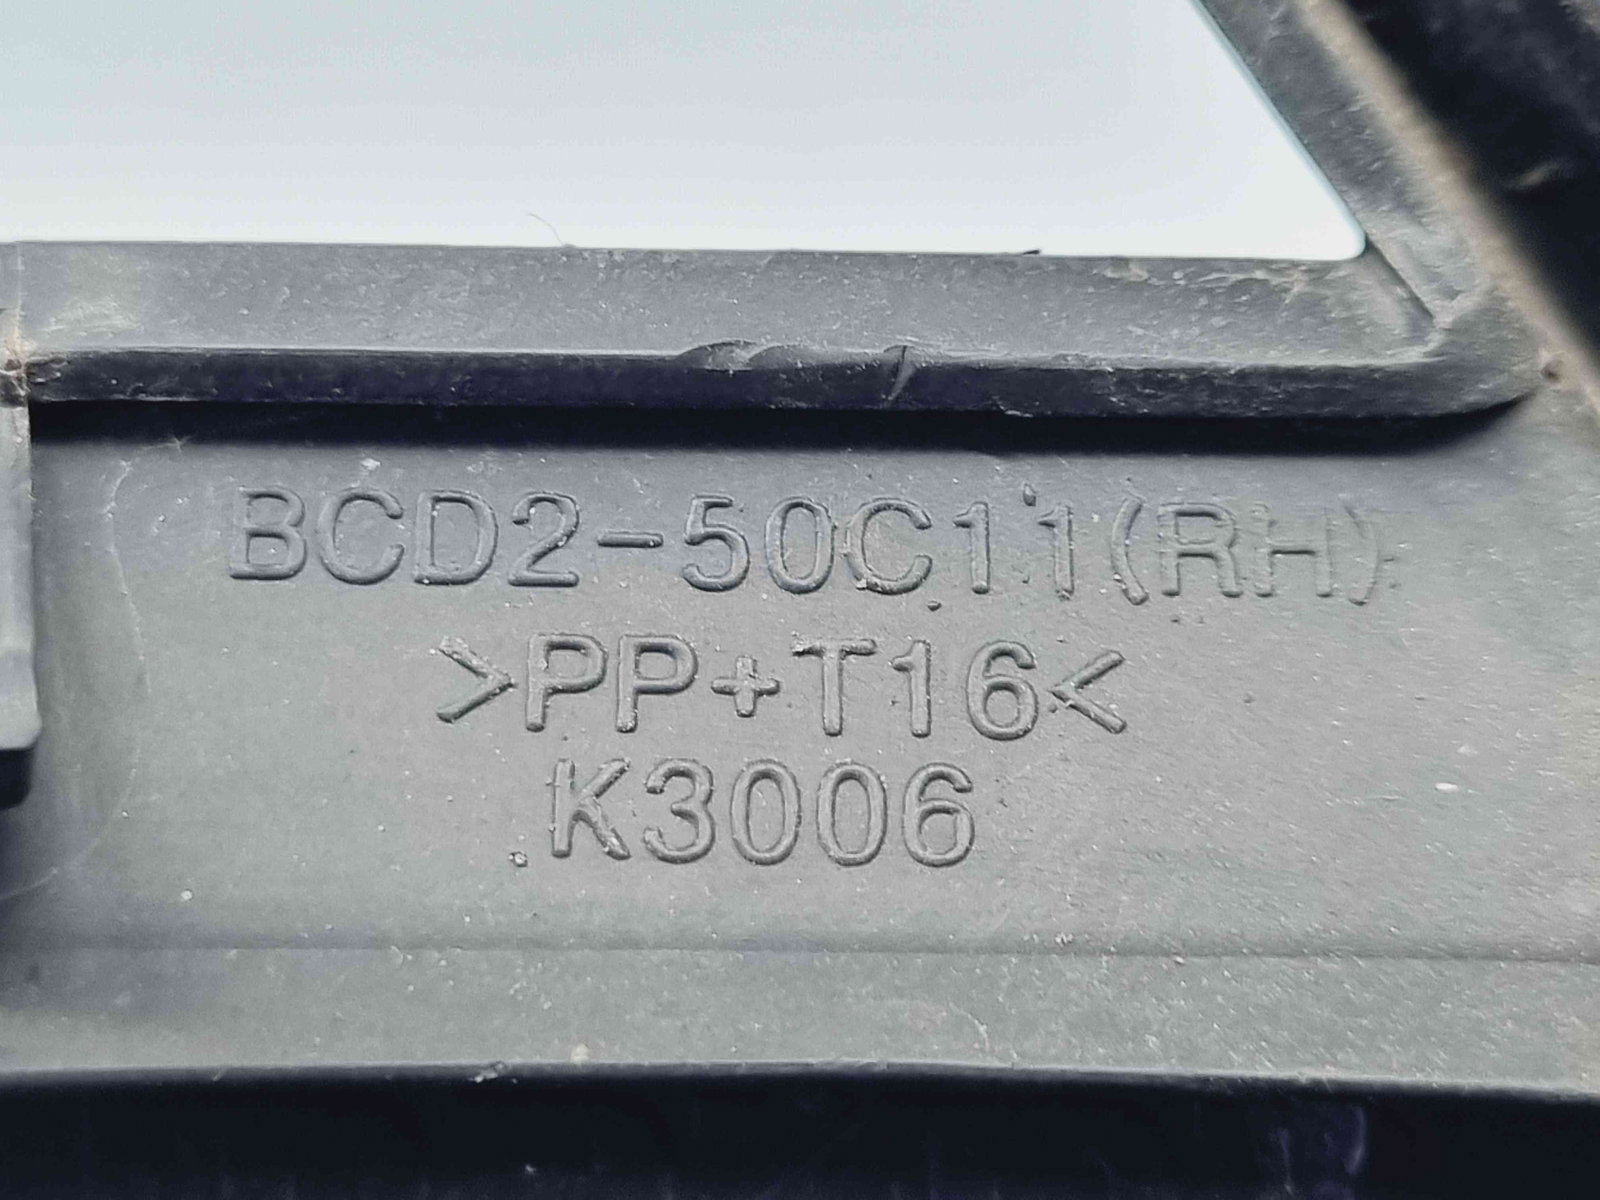 BCD2-50C11(RH)
>PP+T16<
K3006